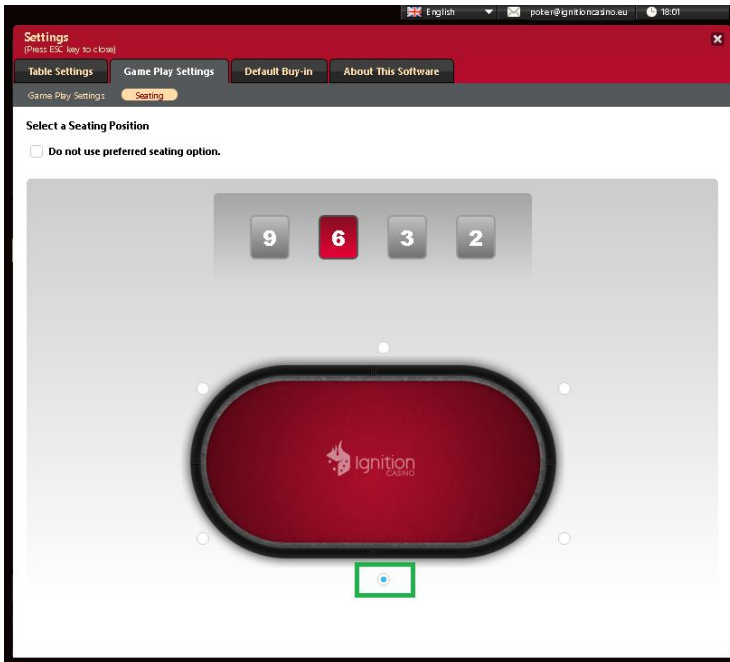 English poker@ignitioncasino.eu 18:01
Settings
(Press ESC key to close)
Table Settings Game Play Settings Default Buy-in About This Software
Game Play Settings Seating
Select a Seating Position
Do not use preferred seating option.
9 6 3 2
Ignition
CASINO